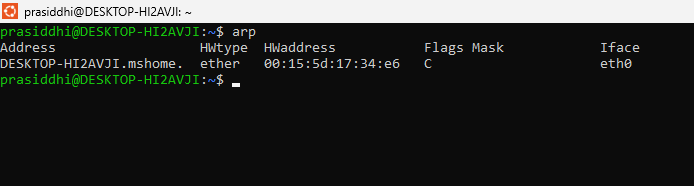 prasiddhi@DESKTOP-HI2AVJI: ~
prasiddhi@DESKTOP-HI2AVJI:~$ arp
Address HWtype HWaddress Flags Mask Iface
DESKTOP-HI2AVJI.mshome. ether 00:15:5d:17:34:e6 C eth0
prasiddhi@DESKTOP-HI2AVJI:~$